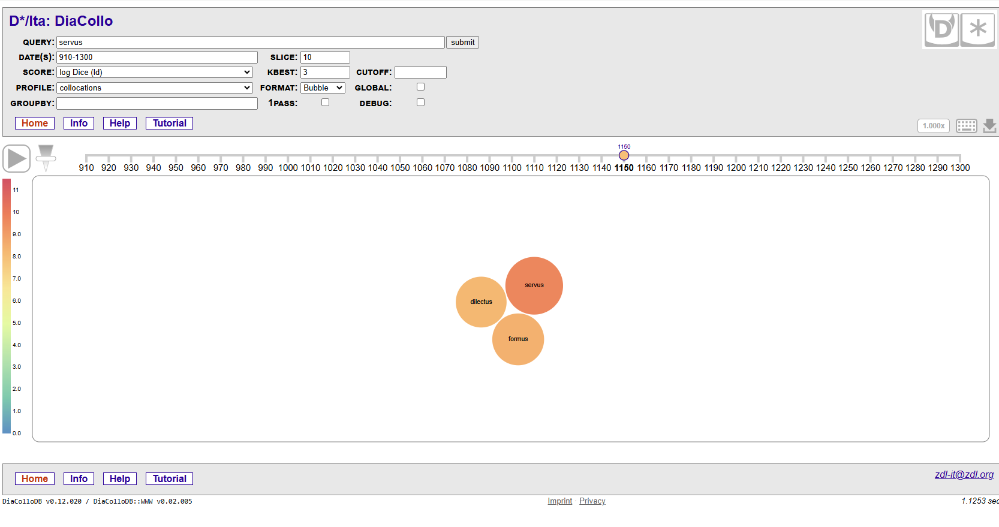 D*/lta: DiaCollo
QUERY: servus submit
DATE(S): 910-1300 SLICE: 10
SCORE: log Dice (ld) KBEST: 3 CUTOFF:
PROFILE: collocations FORMAT: Bubble GLOBAL:
GROUPBY: 1PASS: DEBUG:
Home Info Help Tutorial
D *
1.000x
1150
910 920 930 940 950 960 970 980 990 1000 1010 1020 1030 1040 1050 1060 1070 1080 1090 1100 1110 1120 1130 1140 1150 1160 1170 1180 1190 1200 1210 1220 1230 1240 1250 1260 1270 1280 1290 1300
11
10
9.0
8.0
7.0
6.0
5.0
4.0
3.0
2.0
1.0
0.0
servus
dilectus
formus
Home Info Help Tutorial
zdl-it@zdl.org
DiaColloDB v0.12.020 / DiaColloDB::WWW v0.02.005
Imprint · Privacy
1.1253 sec